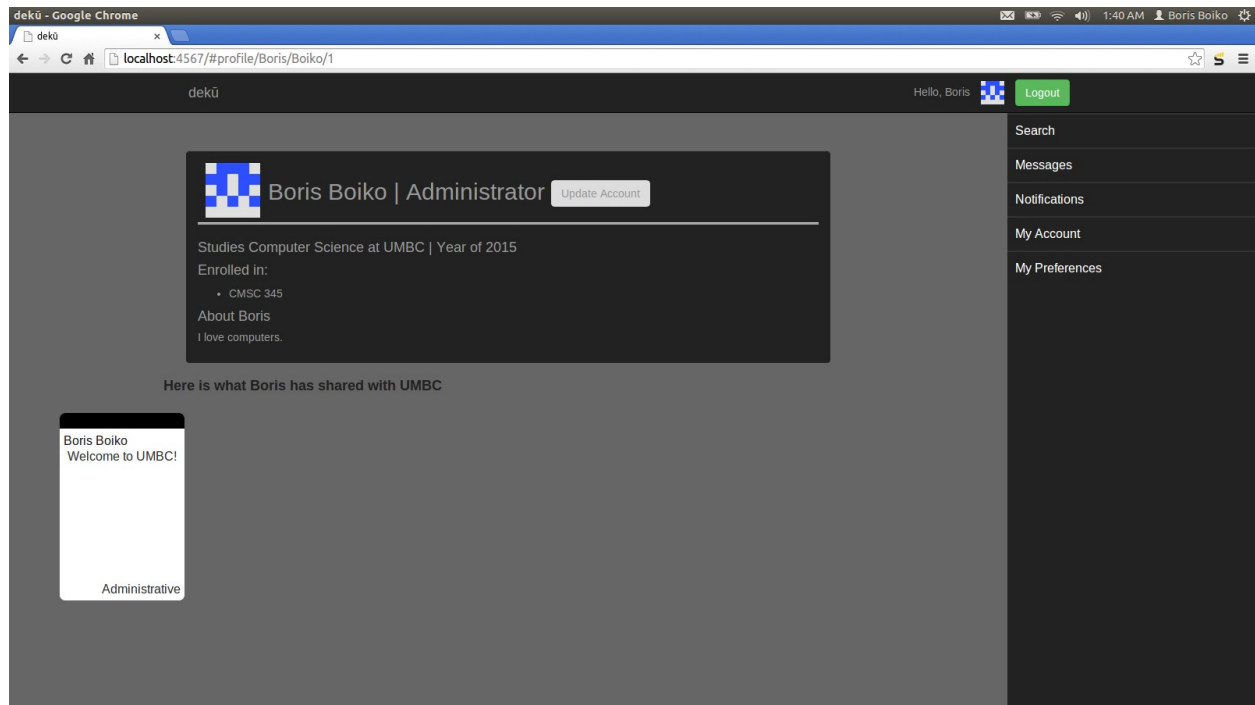 dekū - Google Chrome
1:40 AM Boris Boiko
dekū
localhost:4567/#profile/Boris/Boiko/1
dekū
Hello, Boris
Logout
Search
Messages
Notifications
My Account
My Preferences
Boris Boiko | Administrator
Update Account
Studies Computer Science at UMBC | Year of 2015
Enrolled in:
• CMSC 345
About Boris
I love computers.
Here is what Boris has shared with UMBC
Boris Boiko
Welcome to UMBC!
Administrative